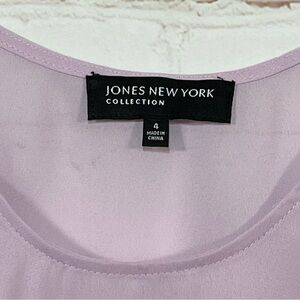 JONES NEW YORK
COLLECTION
4
MADE IN
CHINA